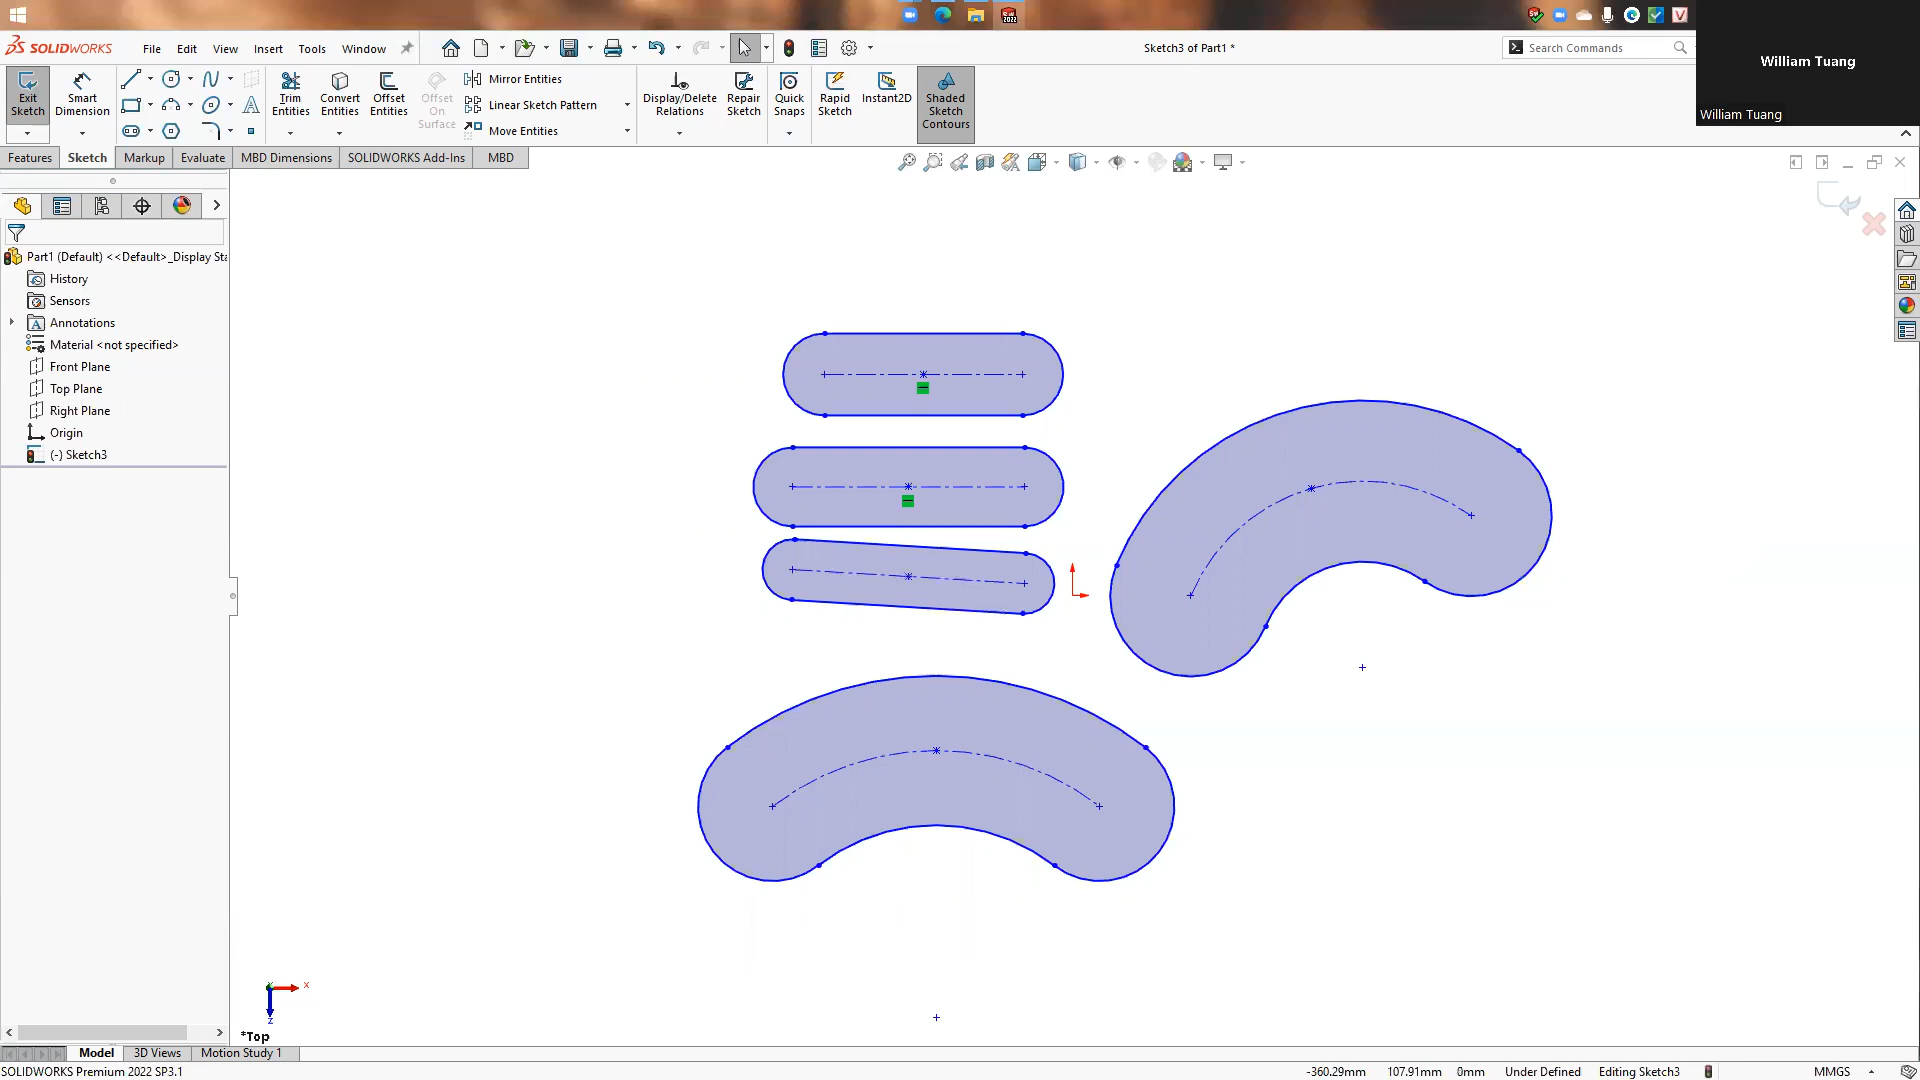 William Tuang
William Tuang
SOLIDWORKS
File Edit View Insert Tools Window
Sketch3 of Part1 *
Search Commands
Exit Sketch
Smart Dimension
Trim Entities
Convert Entities
Offset Entities
Offset On Surface
Mirror Entities
Linear Sketch Pattern
Move Entities
Display/Delete Relations
Repair Sketch
Quick Snaps
Rapid Sketch
Instant2D
Shaded Sketch Contours
Features Sketch Markup Evaluate MBD Dimensions SOLIDWORKS Add-Ins MBD
Part1 (Default) <<Default>_Display Sta
History
Sensors
Annotations
Material <not specified>
Front Plane
Top Plane
Right Plane
Origin
(-) Sketch3
x
z
*Top
Model 3D Views Motion Study 1
SOLIDWORKS Premium 2022 SP3.1
-360.29mm 107.91mm 0mm Under Defined Editing Sketch3 MMGS